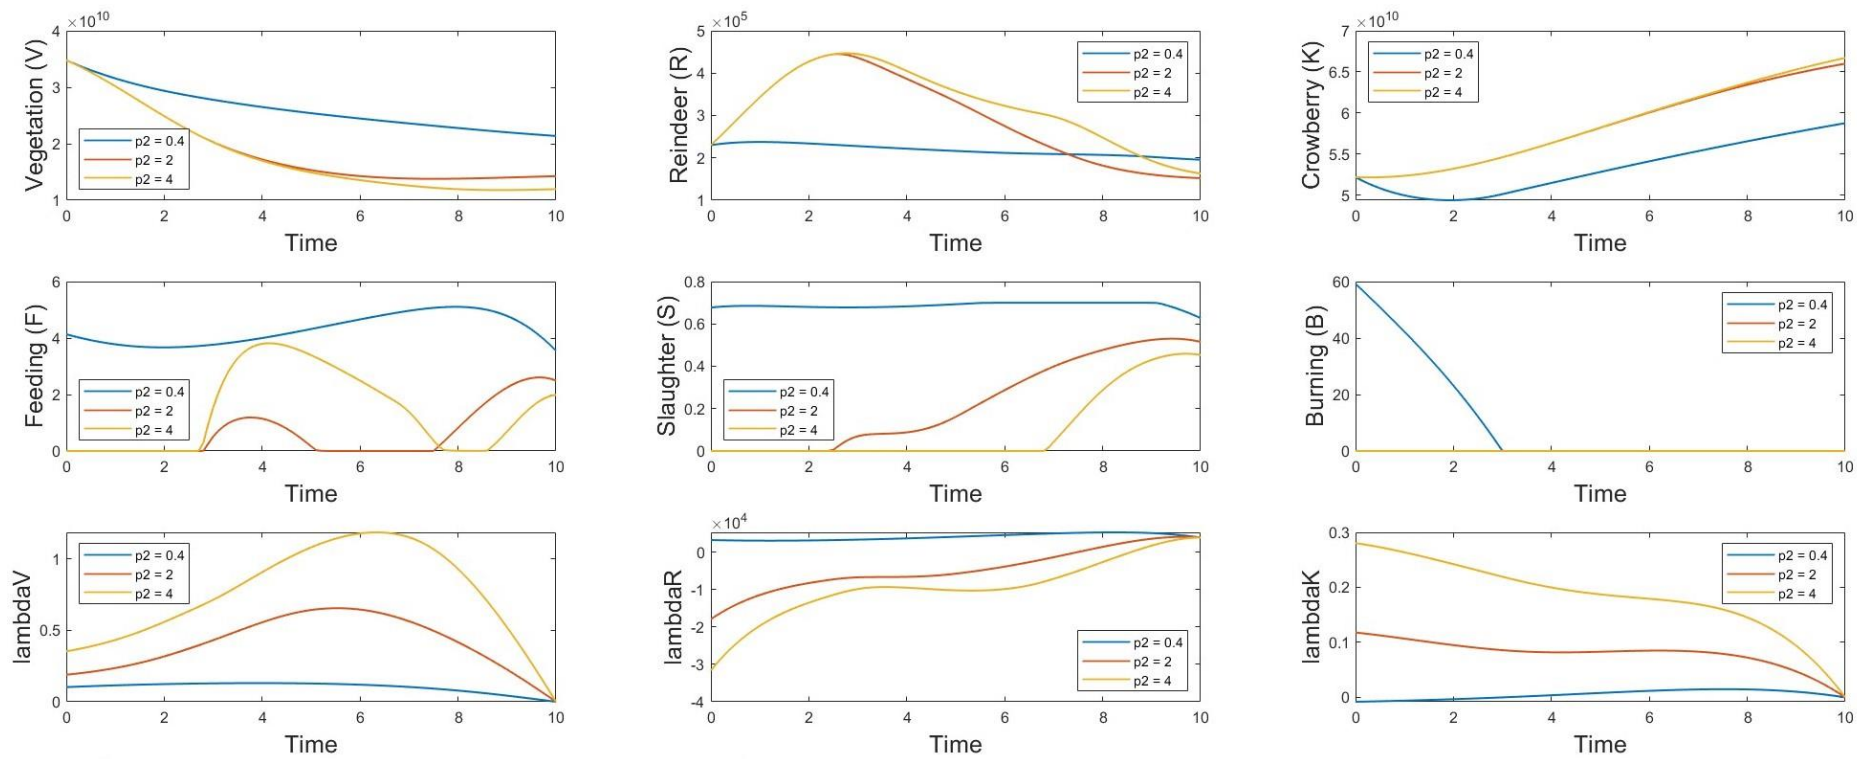 ×10^10
Vegetation (V)
4
3
2
1
p2 = 0.4
p2 = 2
p2 = 4
0 2 4 6 8 10
Time
×10^5
Reindeer (R)
5
4
3
2
1
p2 = 0.4
p2 = 2
p2 = 4
0 2 4 6 8 10
Time
×10^10
Crowberry (K)
7
6.5
6
5.5
5
p2 = 0.4
p2 = 2
p2 = 4
0 2 4 6 8 10
Time
Feeding (F)
6
4
2
0
p2 = 0.4
p2 = 2
p2 = 4
0 2 4 6 8 10
Time
Slaughter (S)
0.8
0.6
0.4
0.2
0
p2 = 0.4
p2 = 2
p2 = 4
0 2 4 6 8 10
Time
Burning (B)
60
40
20
0
p2 = 0.4
p2 = 2
p2 = 4
0 2 4 6 8 10
Time
lambdaV
1
0.5
0
p2 = 0.4
p2 = 2
p2 = 4
0 2 4 6 8 10
Time
×10^4
lambdaR
0
-1
-2
-3
-4
p2 = 0.4
p2 = 2
p2 = 4
0 2 4 6 8 10
Time
lambdaK
0.3
0.2
0.1
0
p2 = 0.4
p2 = 2
p2 = 4
0 2 4 6 8 10
Time